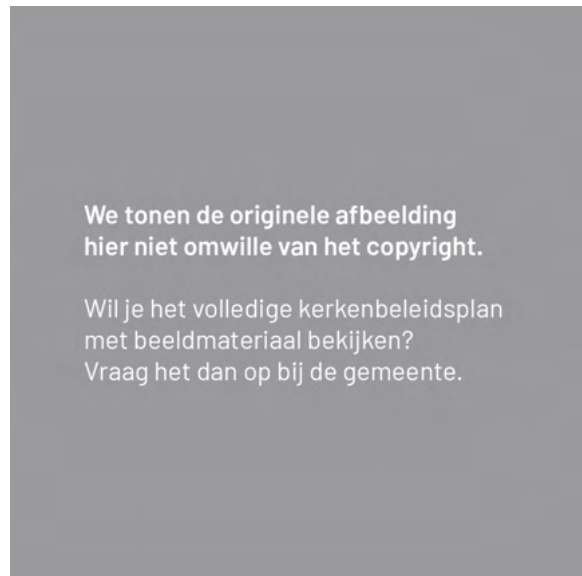 We tonen de originele afbeelding
hier niet omwille van het copyright.
Wil je het volledige kerkenbeleidsplan
met beeldmateriaal bekijken?
Vraag het dan op bij de gemeente.